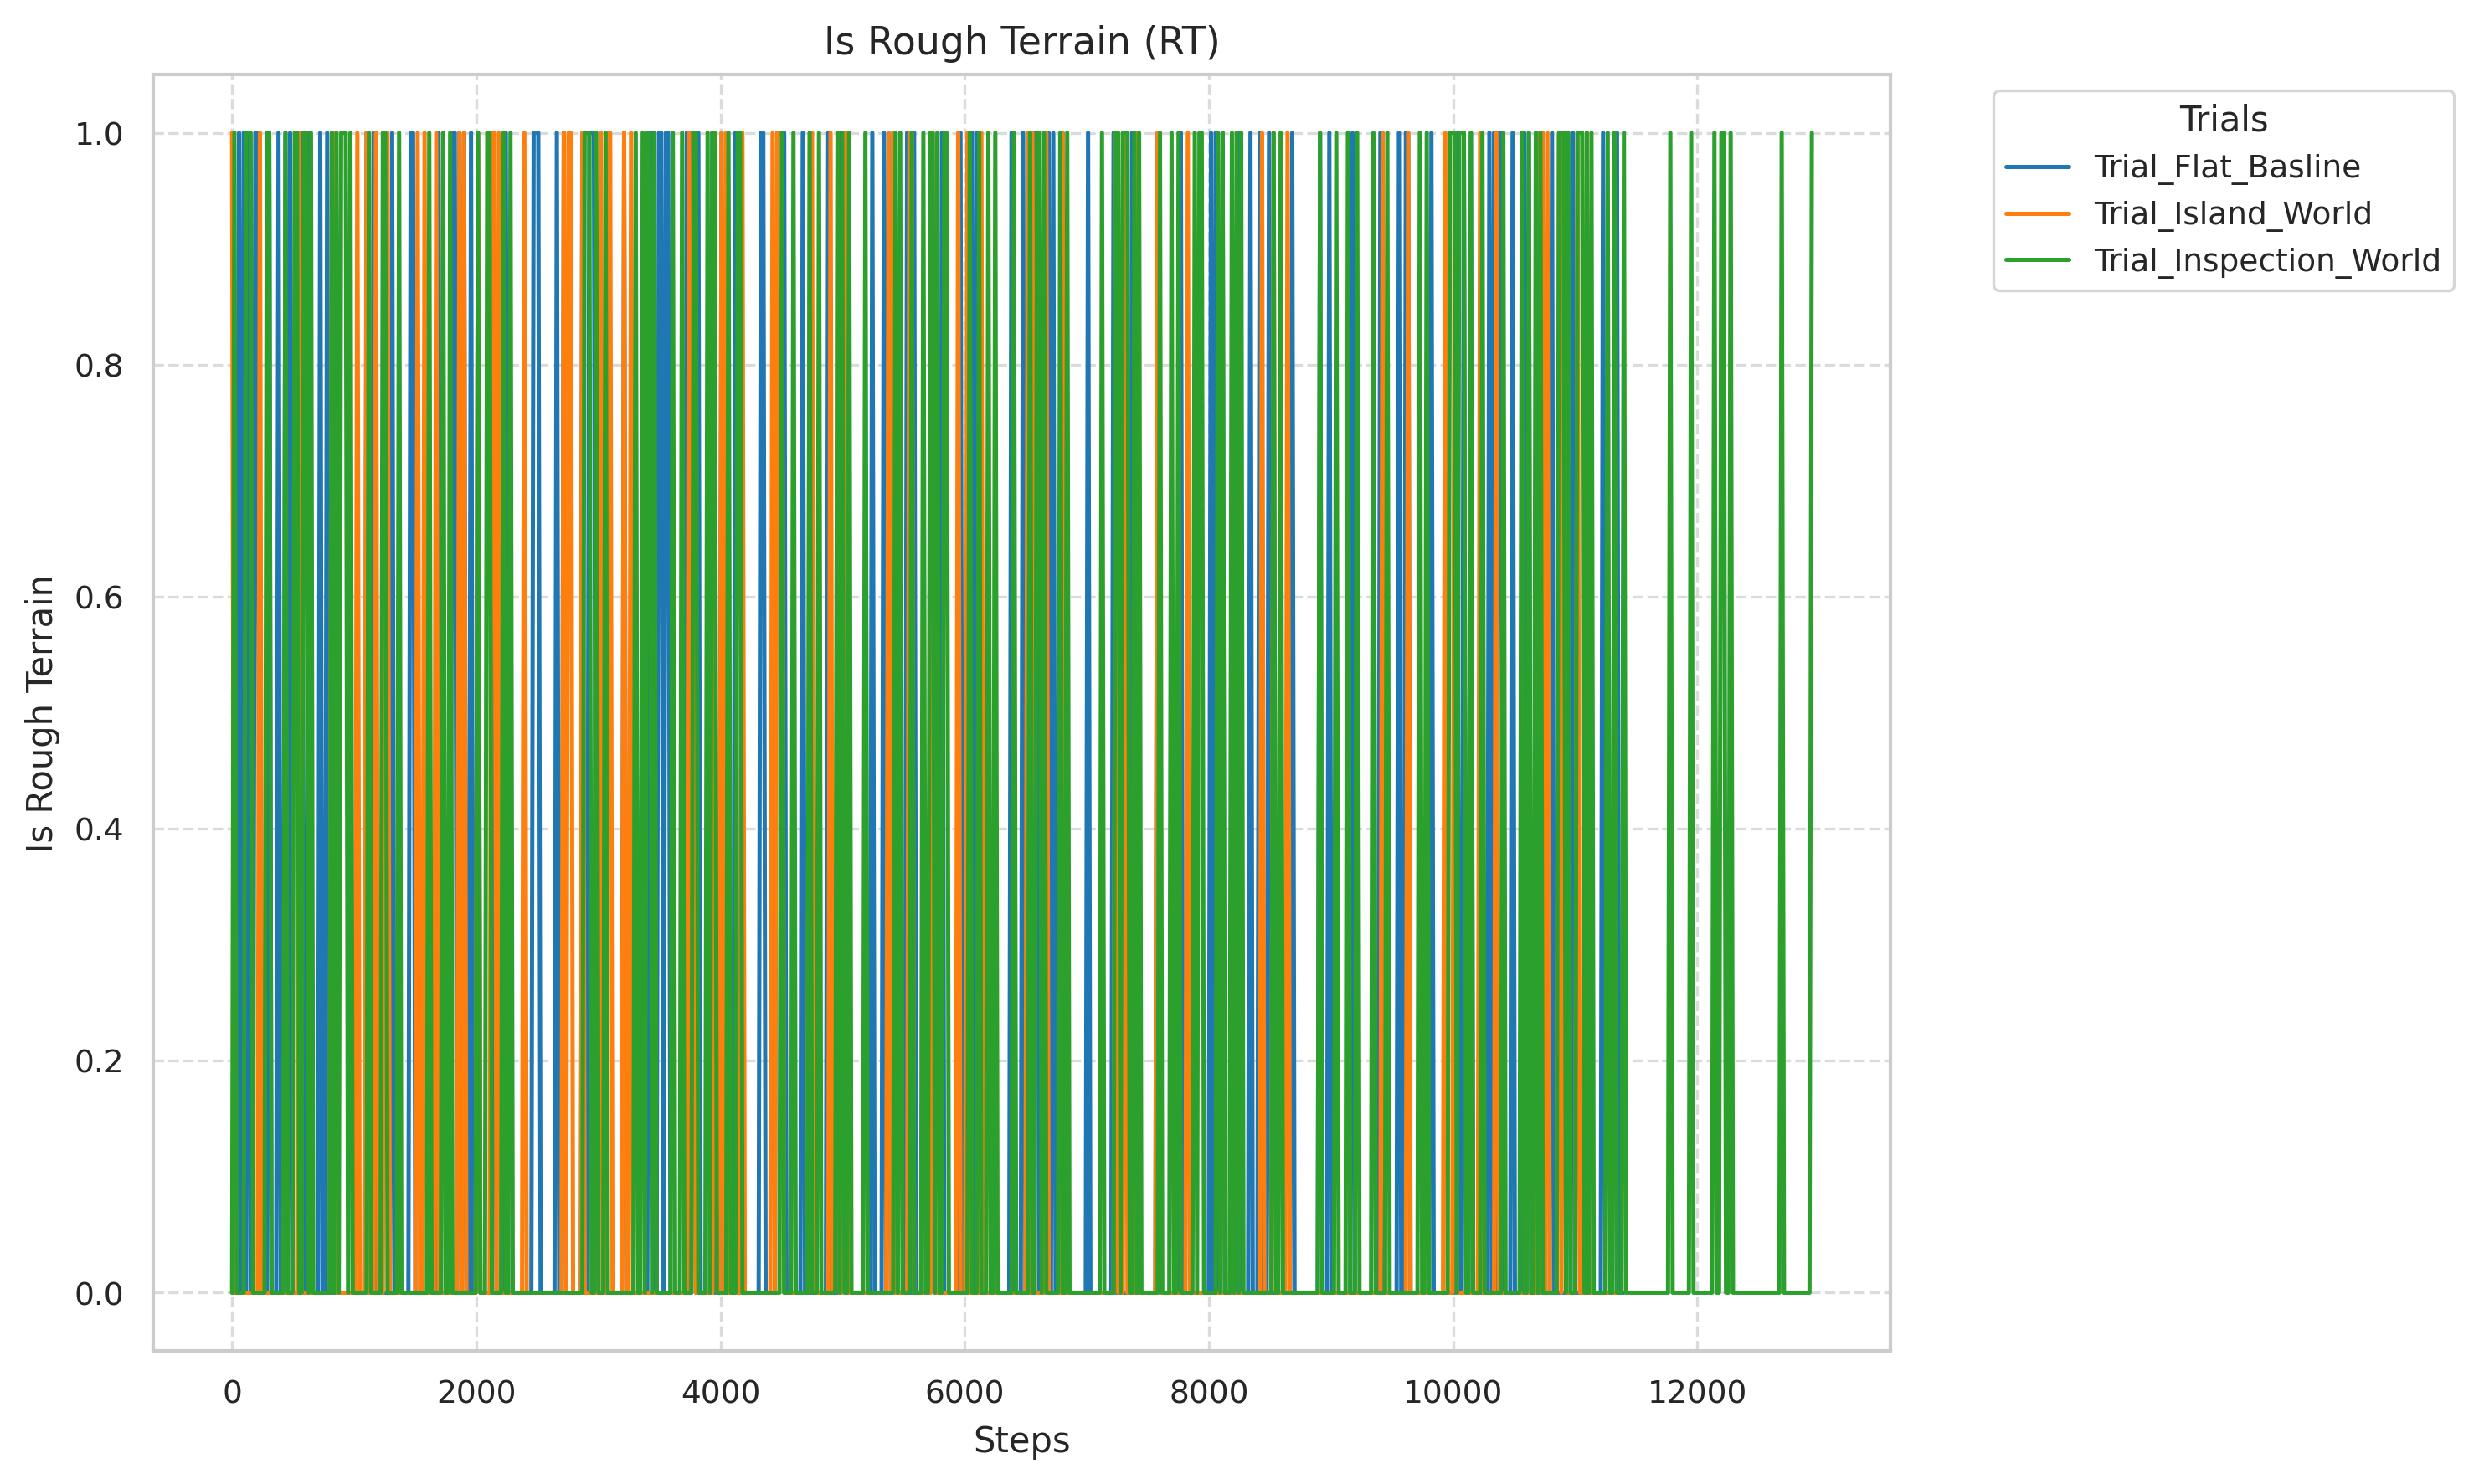 Is Rough Terrain (RT)
Is Rough Terrain
1.0
0.8
0.6
0.4
0.2
0.0
0 2000 4000 6000 8000 10000 12000
Steps
Trials
Trial_Flat_Basline
Trial_Island_World
Trial_Inspection_World